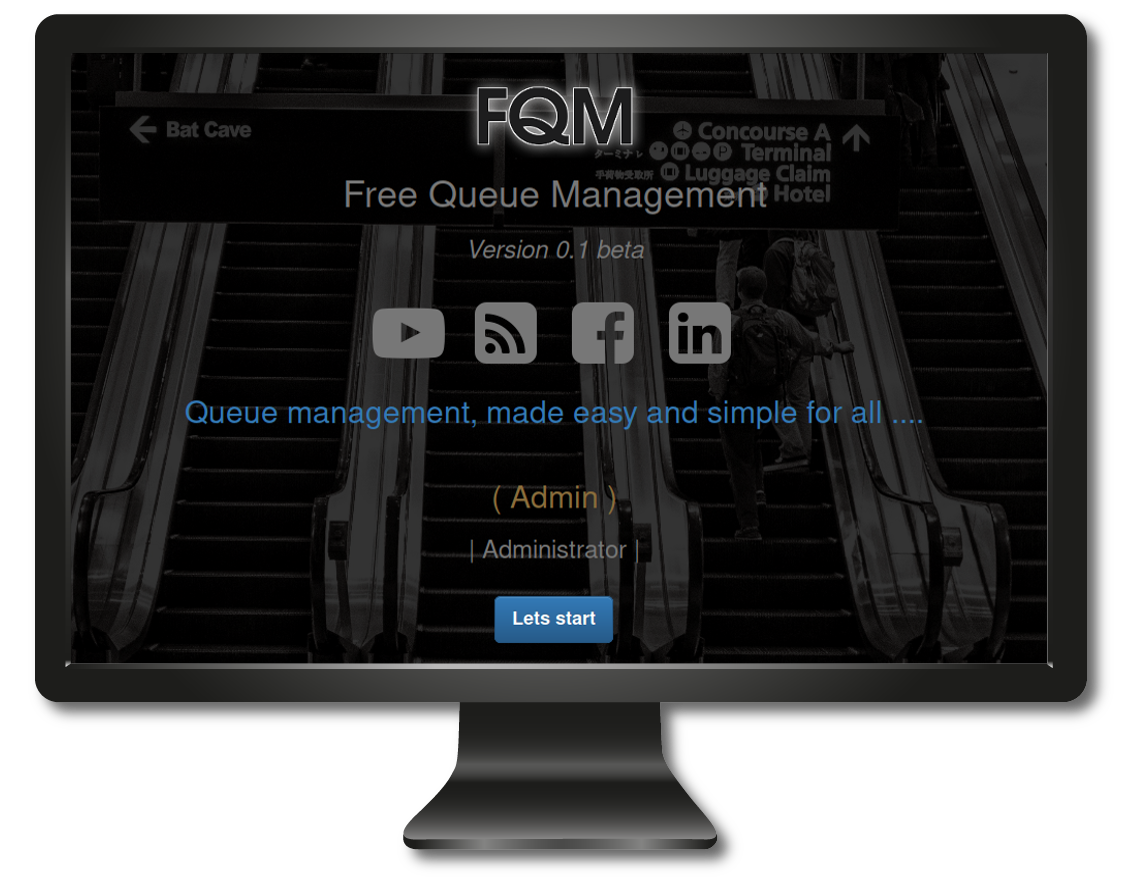 FQM
Bat Cave
Concourse A
ターミナル
Terminal
手荷物受取所
Luggage Claim
Hotel
Free Queue Management
Version 0.1 beta
Queue management, made easy and simple for all ....
( Admin )
| Administrator |
Lets start